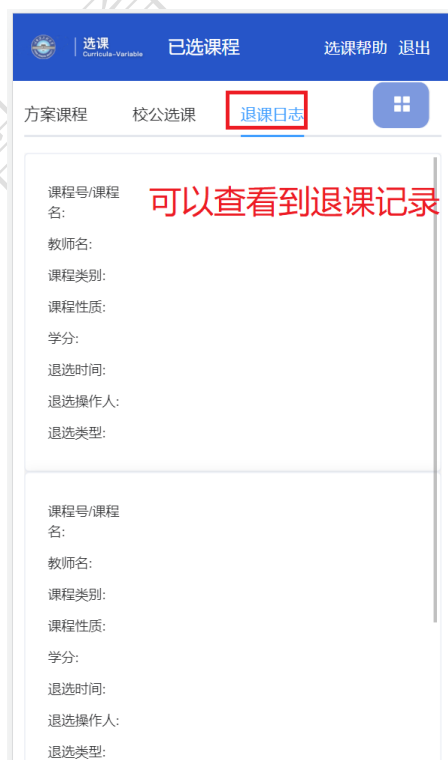 选课
Curricula-Variable
已选课程
选课帮助 退出
方案课程
校公选课
退课日志
可以查看到退课记录
课程号/课程
名:
教师名:
课程类别:
课程性质:
学分:
退选时间:
退选操作人:
退选类型:
课程号/课程
名:
教师名:
课程类别:
课程性质:
学分:
退选时间:
退选操作人:
退选类型: